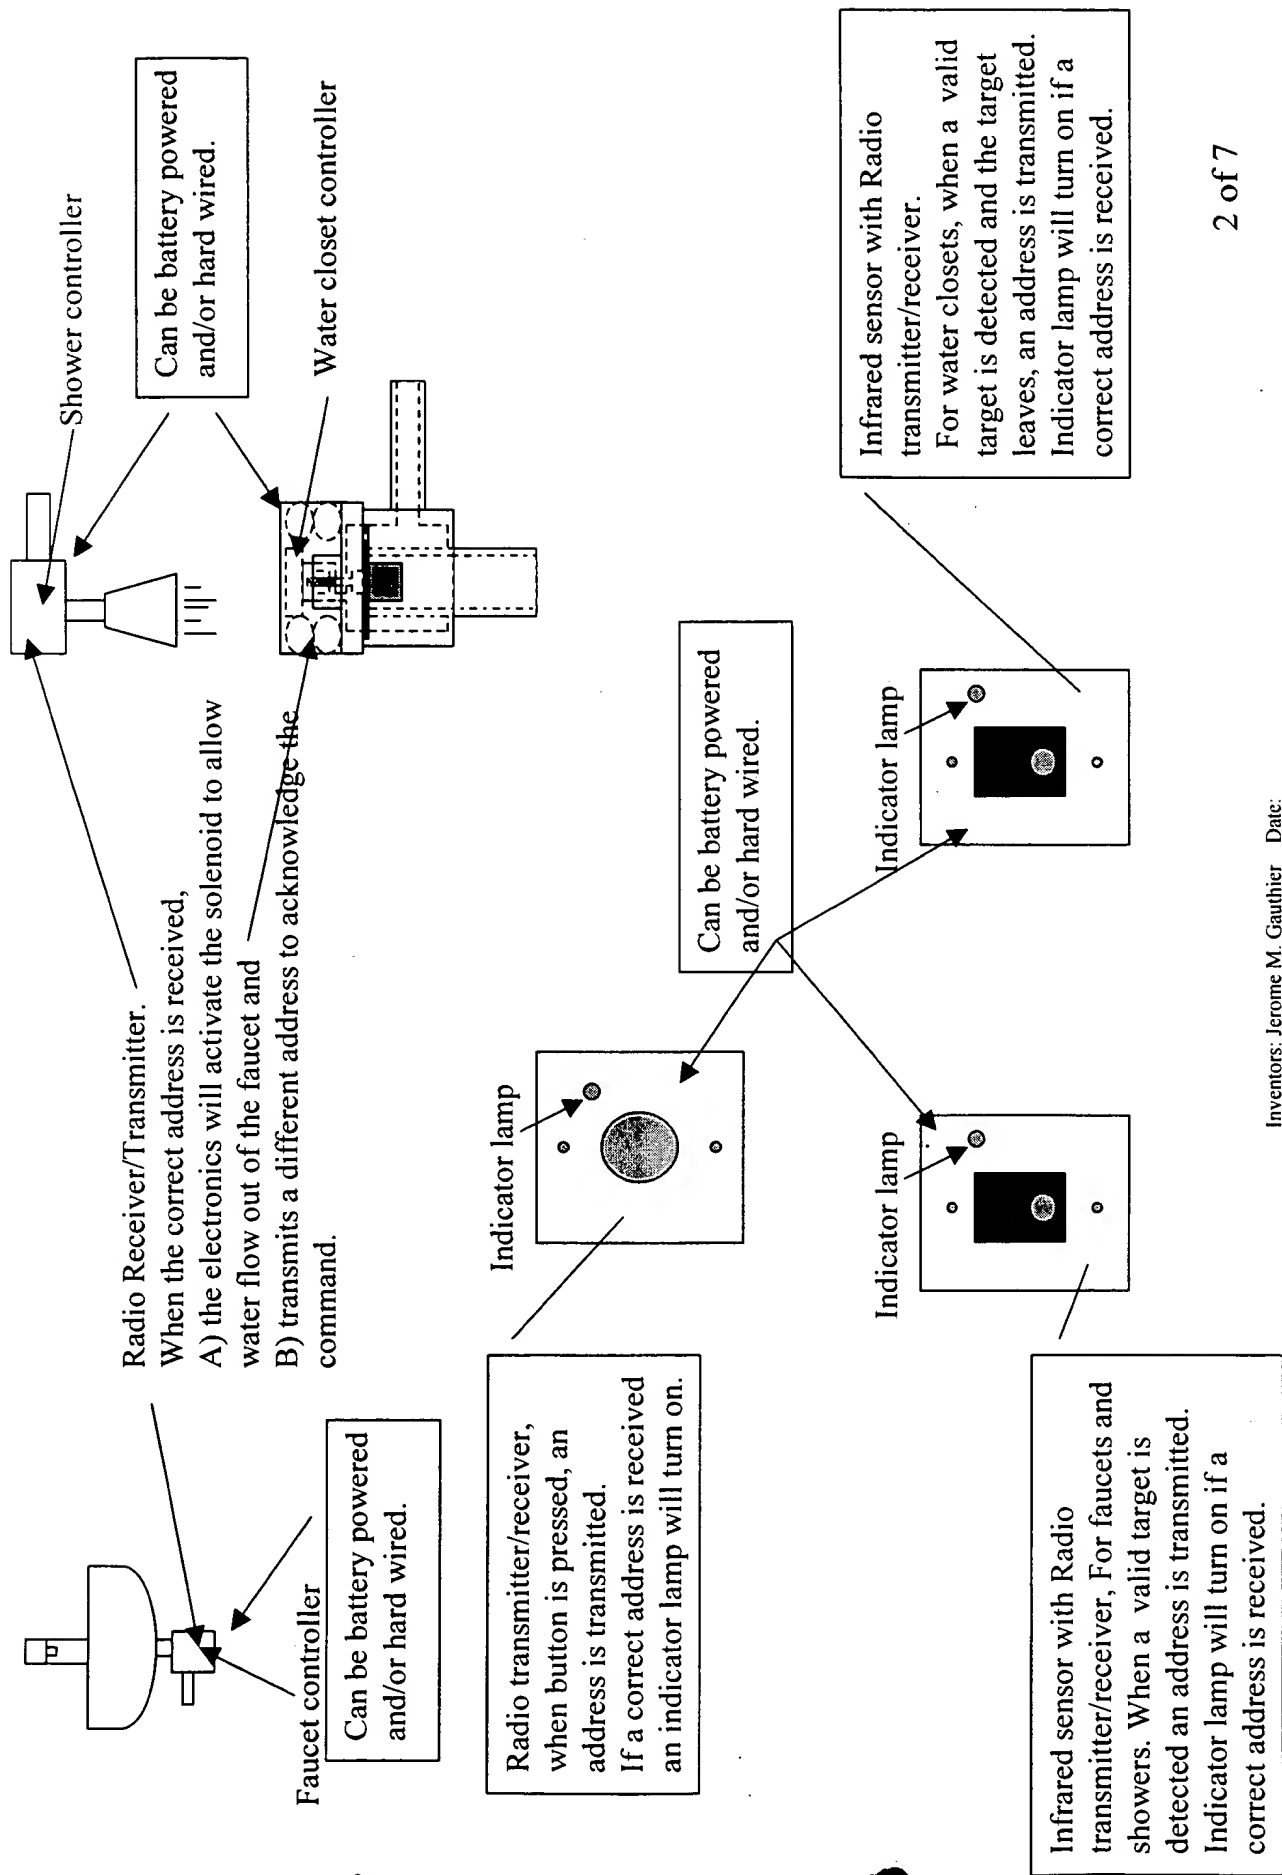 Shower controller
Can be battery powered
and/or hard wired.
Water closet controller
Radio Receiver/Transmitter.
When the correct address is received,
A) the electronics will activate the solenoid to allow
water flow out of the faucet and
B) transmits a different address to acknowledge the
command.
Faucet controller
Can be battery powered
and/or hard wired.
Radio transmitter/receiver,
when button is pressed, an
address is transmitted.
If a correct address is received
an indicator lamp will turn on.
Indicator lamp
Can be battery powered
and/or hard wired.
Indicator lamp
Indicator lamp
Infrared sensor with Radio
transmitter/receiver.
For water closets, when a valid
target is detected and the target
leaves, an address is transmitted.
Indicator lamp will turn on if a
correct address is received.
Infrared sensor with Radio
transmitter/receiver, For faucets and
showers. When a valid target is
detected an address is transmitted.
Indicator lamp will turn on if a
correct address is received.
Inventors: Jerome M. Gauthier Date:
2 of 7